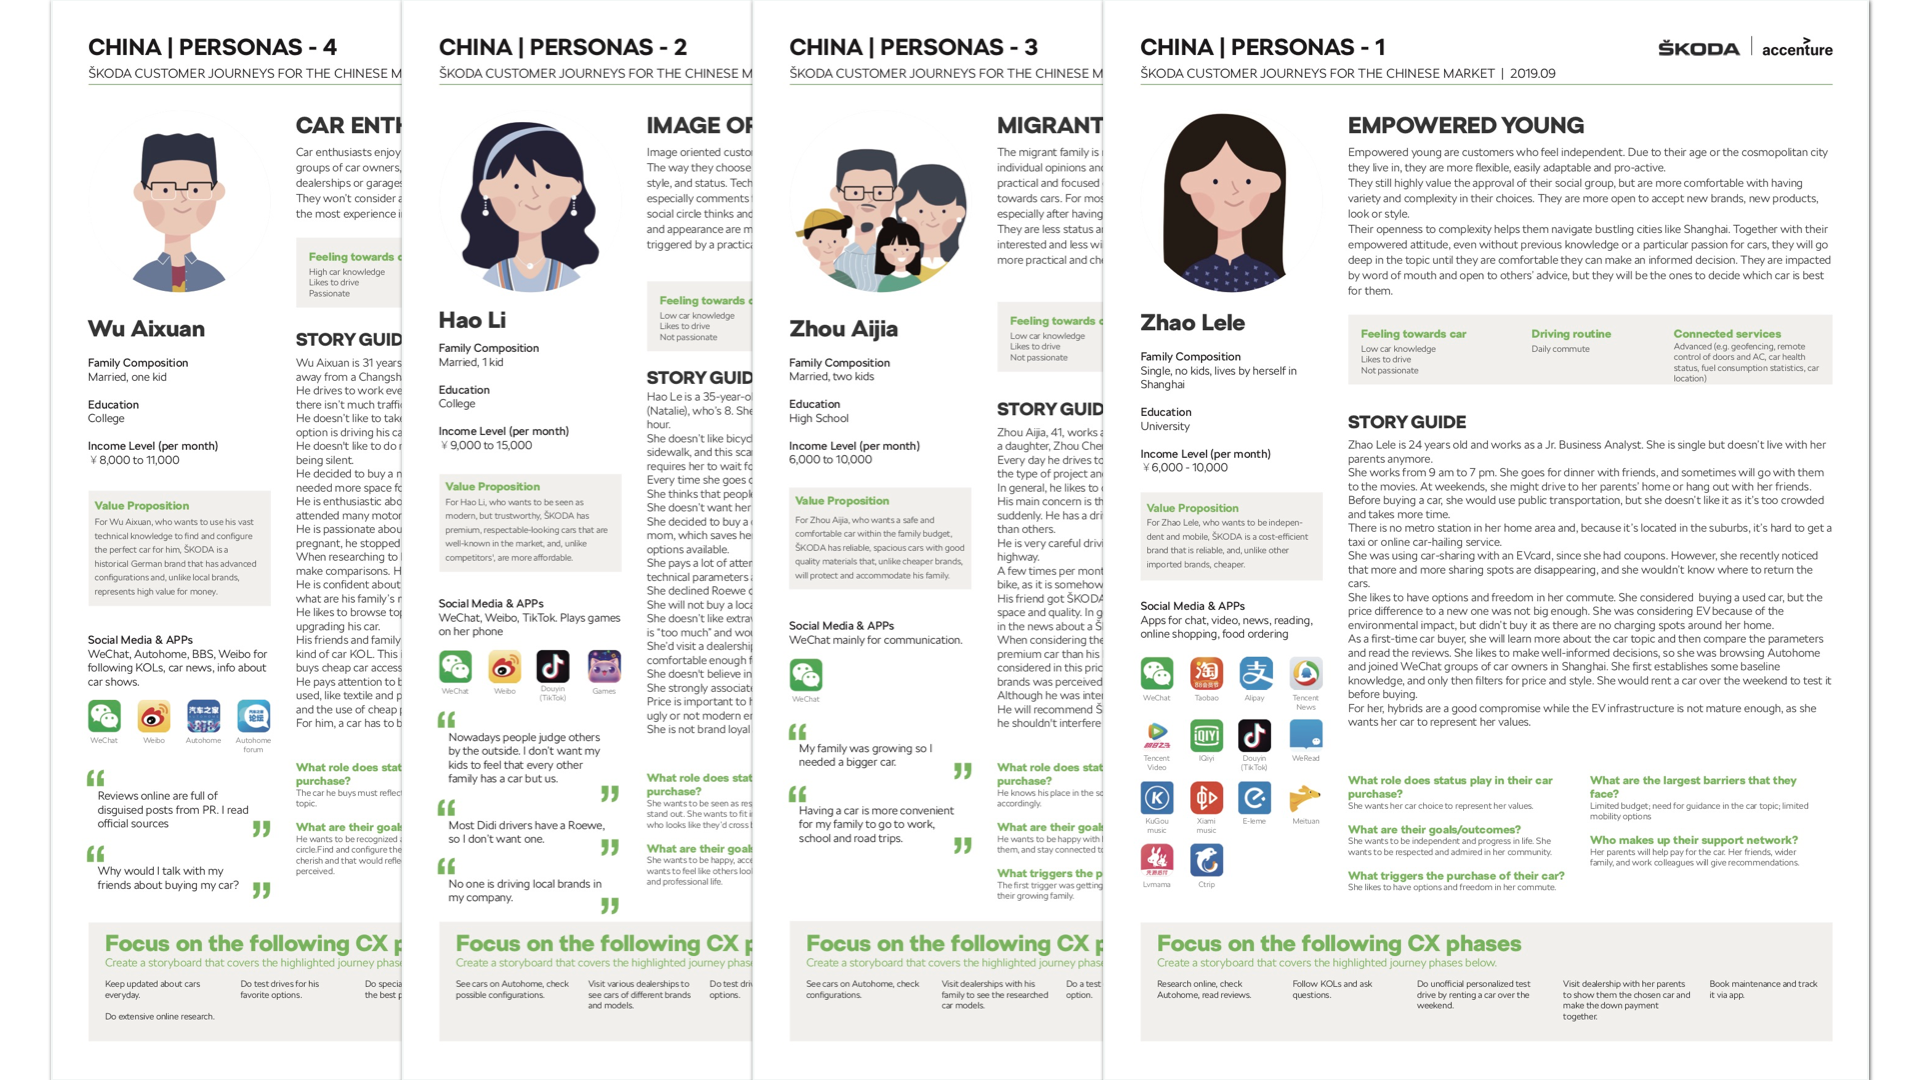 CHINA | PERSONAS - 4
ŠKODA CUSTOMER JOURNEYS FOR THE CHINESE M
CAR ENTH
Car enthusiasts enjoy
groups of car owners,
dealerships or garages
They won't consider a
the most experience i
Feeling towards c
High car knowledge
Likes to drive
Passionate
Wu Aixuan
Family Composition
Married, one kid
Education
College
Income Level (per month)
¥ 8,000 to 11,000
Value Proposition
For Wu Aixuan, who wants to use his vast
technical knowledge to find and configure
the perfect car for him, ŠKODA is a
historical German brand that has advanced
configurations and, unlike local brands,
represents high value for money.
Social Media & APPs
WeChat, Autohome, BBS, Weibo for
following KOLs, car news, info about
car shows.
汽车之家
论坛
WeChat
Weibo
Autohome
Autohome
forum
Reviews online are full of
disguised posts from PR. I read
official sources
Why would I talk with my
friends about buying my car?
STORY GUID
Wu Aixuan is 31 years
away from a Changsh
He drives to work eve
there isn't much traffi
He doesn't like to take
option is driving his ca
He doesn't like to do r
being silent.
He decided to buy a n
needed more space fo
He is enthusiastic abo
attended many motor
He is passionate abou
pregnant, he stopped
When researching to
make comparisons. H
He is confident about
what are his family's r
He likes to browse top
upgrading his car.
His friends and family
kind of car KOL. This i
buys cheap car access
He pays attention to b
used, like textile and p
and the use of cheap p
For him, a car has to b
What role does stat
purchase?
The car he buys must reflect
topic.
What are their goals
He wants to be recognized a
circle.Find and configure the
cherish and that would refle
perceived.
Focus on the following CX p
Create a storyboard that covers the highlighted journey phase
Keep updated about cars
everyday.
Do extensive online research.
Do test drives for his
favorite options.
Do specia
the best p
CHINA | PERSONAS - 2
ŠKODA CUSTOMER JOURNEYS FOR THE CHINESE M
IMAGE OR
Image oriented custo
The way they choose
style, and status. Tech
especially comments
social circle thinks and
and appearance are m
triggered by a practica
Feeling towards c
Low car knowledge
Likes to drive
Not passionate
Hao Li
Family Composition
Married, 1 kid
Education
College
Income Level (per month)
¥ 9,000 to 15,000
Value Proposition
For Hao Li, who wants to be seen as
modern, but trustworthy, ŠKODA has
premium, respectable-looking cars that are
well-known in the market, and, unlike
competitors', are more affordable.
Social Media & APPs
WeChat, Weibo, TikTok. Plays games
on her phone
WeChat
Weibo
Douyin
(TikTok)
Games
Nowadays people judge others
by the outside. I don't want my
kids to feel that every other
family has a car but us.
Most Didi drivers have a Roewe,
so I don't want one.
No one is driving local brands in
my company.
STORY GUID
Hao Le is a 35-year-o
(Natalie), who's 8. She
hour.
She doesn't like bicycl
sidewalk, and this scar
requires her to wait fo
Every time she goes o
She thinks that people
She doesn't want her
She decided to buy a
mom, which saves he
options available.
She pays a lot of atten
technical parameters a
She declined Roewe c
She will not buy a loca
She doesn't like extrav
is "too much" and wou
She'd visit a dealership
comfortable enough f
She doesn't believe in
She strongly associate
Price is important to h
ugly or not modern en
She is not brand loyal
What role does stat
purchase?
She wants to be seen as res
stand out. She wants to fit in
who looks like they'd cross l
What are their goals
She wants to be happy, acce
wants to feel like others loo
and professional life.
Focus on the following CX p
Create a storyboard that covers the highlighted journey phase
See cars on Autohome, check
possible configurations.
Visit various dealerships to
see cars of different brands
and models.
Do test driv
options.
CHINA | PERSONAS - 3
ŠKODA CUSTOMER JOURNEYS FOR THE CHINESE M
MIGRANT
The migrant family is
individual opinions and
practical and focused
towards cars. For mos
especially after having
They are less status an
interested and less wi
more practical and che
Feeling towards c
Low car knowledge
Likes to drive
Not passionate
Zhou Aijia
Family Composition
Married, two kids
Education
High School
Income Level (per month)
6,000 to 10,000
Value Proposition
For Zhou Aijia, who wants a safe and
comfortable car within the family budget,
ŠKODA has reliable, spacious cars with good
quality materials that, unlike cheaper brands,
will protect and accommodate his family.
Social Media & APPs
WeChat mainly for communication.
WeChat
My family was growing so I
needed a bigger car.
Having a car is more convenient
for my family to go to work,
school and road trips.
STORY GUID
Zhou Aijia, 41, works a
a daughter, Zhou Chen
Every day he drives to
the type of project and
In general, he likes to d
His main concern is th
suddenly. He has a dri
than others.
He is very careful drivi
highway.
A few times per mont
bike, as it is somehow
His friend got ŠKODA
space and quality. In g
in the news about a Š
When considering the
premium car than his
considered in this pric
brands was perceived
Although he was inter
He will recommend Š
he shouldn't interfere
What role does stat
purchase?
He knows his place in the so
accordingly.
What are their goals
He wants to be happy with h
them, and stay connected to
What triggers the p
The first trigger was getting
their growing family.
Focus on the following CX p
Create a storyboard that covers the highlighted journey phase
See cars on Autohome, check
configurations.
Visit dealerships with his
family to see the researched
car models.
Do a test
option.
CHINA | PERSONAS - 1
ŠKODA CUSTOMER JOURNEYS FOR THE CHINESE MARKET | 2019.09
ŠKODA
accenture
EMPOWERED YOUNG
Empowered young are customers who feel independent. Due to their age or the cosmopolitan city
they live in, they are more flexible, easily adaptable and pro-active.
They still highly value the approval of their social group, but are more comfortable with having
variety and complexity in their choices. They are more open to accept new brands, new products,
look or style.
Their openness to complexity helps them navigate bustling cities like Shanghai. Together with their
empowered attitude, even without previous knowledge or a particular passion for cars, they will go
deep in the topic until they are comfortable they can make an informed decision. They are impacted
by word of mouth and open to others' advice, but they will be the ones to decide which car is best
for them.
Feeling towards car
Low car knowledge
Likes to drive
Not passionate
Driving routine
Daily commute
Connected services
Advanced (e.g. geofencing, remote
control of doors and AC, car health
status, fuel consumption statistics, car
location)
Zhao Lele
Family Composition
Single, no kids, lives by herself in
Shanghai
Education
University
Income Level (per month)
¥ 6,000 - 10,000
Value Proposition
For Zhao Lele, who wants to be indepen-
dent and mobile, ŠKODA is a cost-efficient
brand that is reliable, and, unlike other
imported brands, cheaper.
Social Media & APPs
Apps for chat, video, news, reading,
online shopping, food ordering
淘
支
WeChat
Taobao
Alipay
Tencent
News
iQIYI
Tencent
Video
IQiyi
Douyin
(TikTok)
WeRead
KuGou
music
Xiami
music
E-leme
Meituan
Lvmama
Ctrip
STORY GUIDE
Zhao Lele is 24 years old and works as a Jr. Business Analyst. She is single but doesn't live with her
parents anymore.
She works from 9 am to 7 pm. She goes for dinner with friends, and sometimes will go with them
to the movies. At weekends, she might drive to her parents' home or hang out with her friends.
Before buying a car, she would use public transportation, but she doesn't like it as it's too crowded
and takes more time.
There is no metro station in her home area and, because it's located in the suburbs, it's hard to get a
taxi or online car-hailing service.
She was using car-sharing with an EVcard, since she had coupons. However, she recently noticed
that more and more sharing spots are disappearing, and she wouldn't know where to return the
cars.
She likes to have options and freedom in her commute. She considered buying a used car, but the
price difference to a new one was not big enough. She was considering EV because of the
environmental impact, but didn't buy it as there are no charging spots around her home.
As a first-time car buyer, she will learn more about the car topic and then compare the parameters
and read the reviews. She likes to make well-informed decisions, so she was browsing Autohome
and joined WeChat groups of car owners in Shanghai. She first establishes some baseline
knowledge, and only then filters for price and style. She would rent a car over the weekend to test it
before buying.
For her, hybrids are a good compromise while the EV infrastructure is not mature enough, as she
wants her car to represent her values.
What role does status play in their car
purchase?
She wants her car choice to represent her values.
What are their goals/outcomes?
She wants to be independent and progress in life. She
wants to be respected and admired in her community.
What triggers the purchase of their car?
She likes to have options and freedom in her commute.
What are the largest barriers that they
face?
Limited budget; need for guidance in the car topic; limited
mobility options
Who makes up their support network?
Her parents will help pay for the car. Her friends, wider
family, and work colleagues will give recommendations.
Focus on the following CX phases
Create a storyboard that covers the highlighted journey phases below.
Research online, check
Autohome, read reviews.
Follow KOLs and ask
questions.
Do unofficial personalized test
drive by renting a car over the
weekend.
Visit dealership with her parents
to show them the chosen car and
make the down payment
together.
Book maintenance and track
it via app.